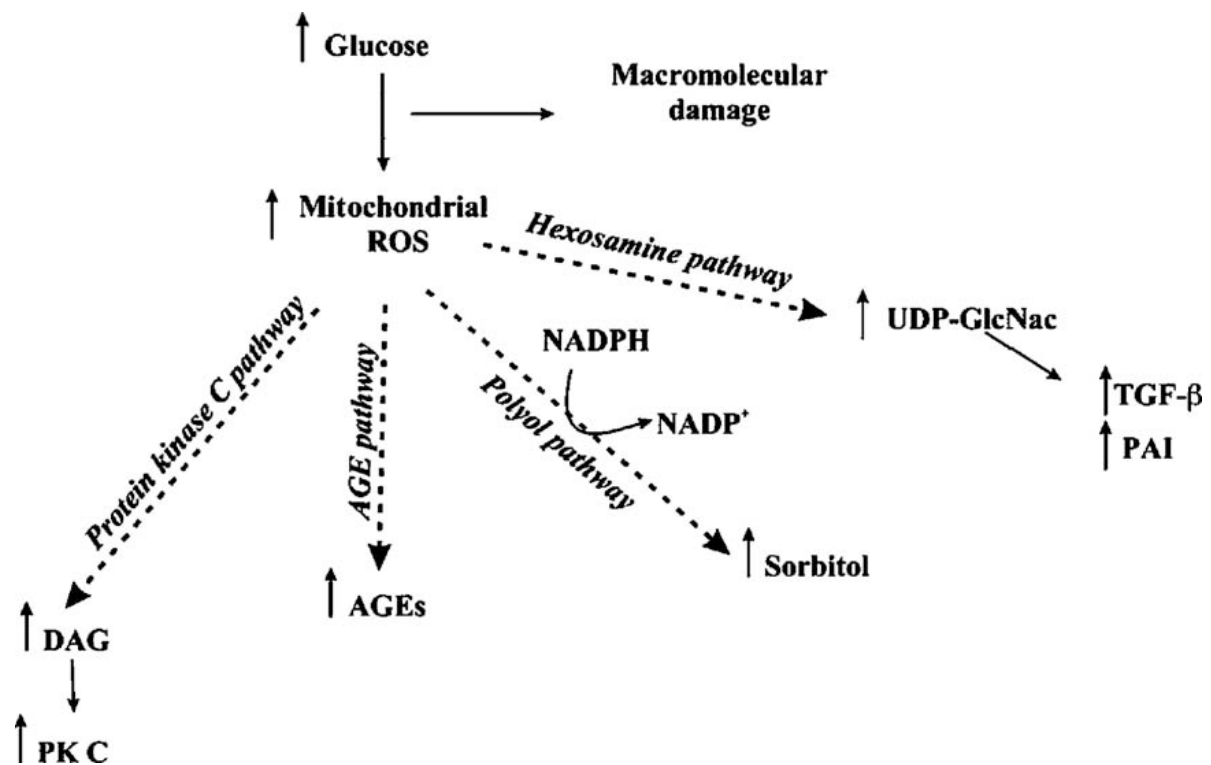 ↑ Glucose
Macromolecular
damage
↑ Mitochondrial
ROS
Hexosamine pathway
↑ UDP-GlcNac
↑ TGF-β
↑ PAI
NADPH
NADP+
Polyol pathway
↑ Sorbitol
AGE pathway
↑ AGEs
Protein kinase C pathway
↑ DAG
↑ PK C